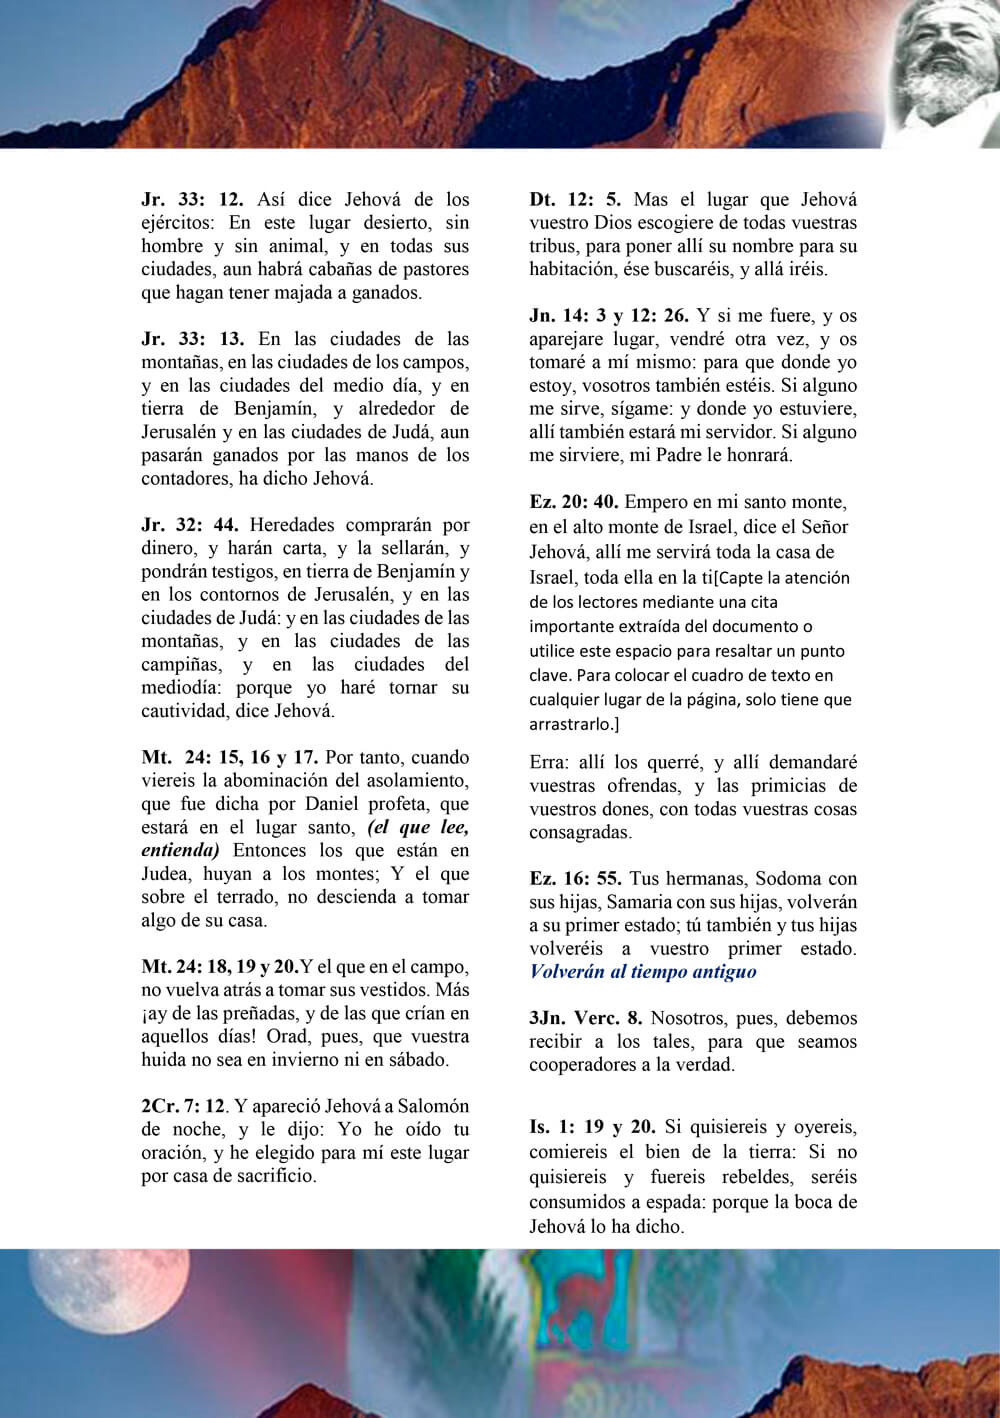 Jr. 33: 12. Así dice Jehová de los
ejércitos: En este lugar desierto, sin
hombre y sin animal, y en todas sus
ciudades, aun habrá cabañas de pastores
que hagan tener majada a ganados.
Jr. 33: 13. En las ciudades de las
montañas, en las ciudades de los campos,
y en las ciudades del medio día, y en
tierra de Benjamín, y alrededor de
Jerusalén y en las ciudades de Judá, aun
pasarán ganados por las manos de los
contadores, ha dicho Jehová.
Jr. 32: 44. Heredades comprarán por
dinero, y harán carta, y la sellarán, y
pondrán testigos, en tierra de Benjamín y
en los contornos de Jerusalén, y en las
ciudades de Judá: y en las ciudades de las
montañas, y en las ciudades de las
campiñas, y en las ciudades del
mediodía: porque yo haré tornar su
cautividad, dice Jehová.
Mt. 24: 15, 16 y 17. Por tanto, cuando
viereis la abominación del asolamiento,
que fue dicha por Daniel profeta, que
estará en el lugar santo, (el que lee,
entienda) Entonces los que están en
Judea, huyan a los montes; Y el que
sobre el terrado, no descienda a tomar
algo de su casa.
Mt. 24: 18, 19 y 20.Y el que en el campo,
no vuelva atrás a tomar sus vestidos. Más
¡ay de las preñadas, y de las que crían en
aquellos días! Orad, pues, que vuestra
huida no sea en invierno ni en sábado.
2Cr. 7: 12. Y apareció Jehová a Salomón
de noche, y le dijo: Yo he oído tu
oración, y he elegido para mí este lugar
por casa de sacrificio.
Dt. 12: 5. Mas el lugar que Jehová
vuestro Dios escogiere de todas vuestras
tribus, para poner allí su nombre para su
habitación, ése buscaréis, y allá iréis.
Jn. 14: 3 y 12: 26. Y si me fuere, y os
aparejare lugar, vendré otra vez, y os
tomaré a mí mismo: para que donde yo
estoy, vosotros también estéis. Si alguno
me sirve, sígame: y donde yo estuviere,
allí también estará mi servidor. Si alguno
me sirviere, mi Padre le honrará.
Ez. 20: 40. Empero en mi santo monte,
en el alto monte de Israel, dice el Señor
Jehová, allí me servirá toda la casa de
Israel, toda ella en la ti[Capte la atención
de los lectores mediante una cita
importante extraída del documento o
utilice este espacio para resaltar un punto
clave. Para colocar el cuadro de texto en
cualquier lugar de la página, solo tiene que
arrastrarlo.]
Erra: allí los querré, y allí demandaré
vuestras ofrendas, y las primicias de
vuestros dones, con todas vuestras cosas
consagradas.
Ez. 16: 55. Tus hermanas, Sodoma con
sus hijas, Samaria con sus hijas, volverán
a su primer estado; tú también y tus hijas
volveréis a vuestro primer estado.
Volverán al tiempo antiguo
3Jn. Verc. 8. Nosotros, pues, debemos
recibir a los tales, para que seamos
cooperadores a la verdad.
Is. 1: 19 y 20. Si quisiereis y oyereis,
comiereis el bien de la tierra: Si no
quisiereis y fuereis rebeldes, seréis
consumidos a espada: porque la boca de
Jehová lo ha dicho.